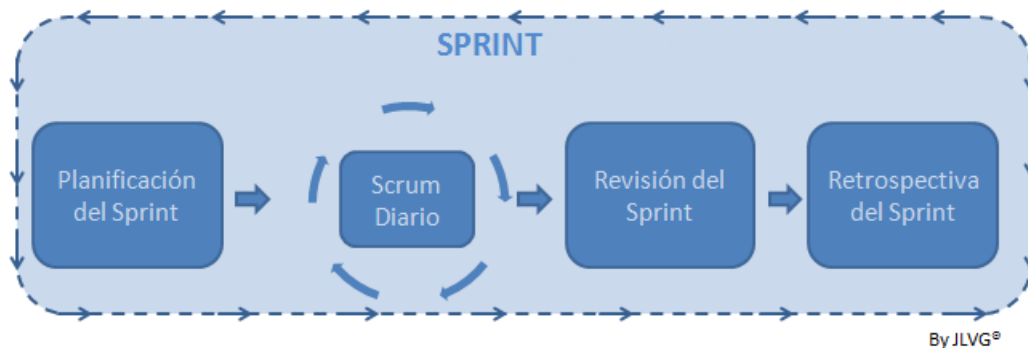 SPRINT
Planificación
del Sprint
Scrum
Diario
Revisión del
Sprint
Retrospectiva
del Sprint
By JLVG®